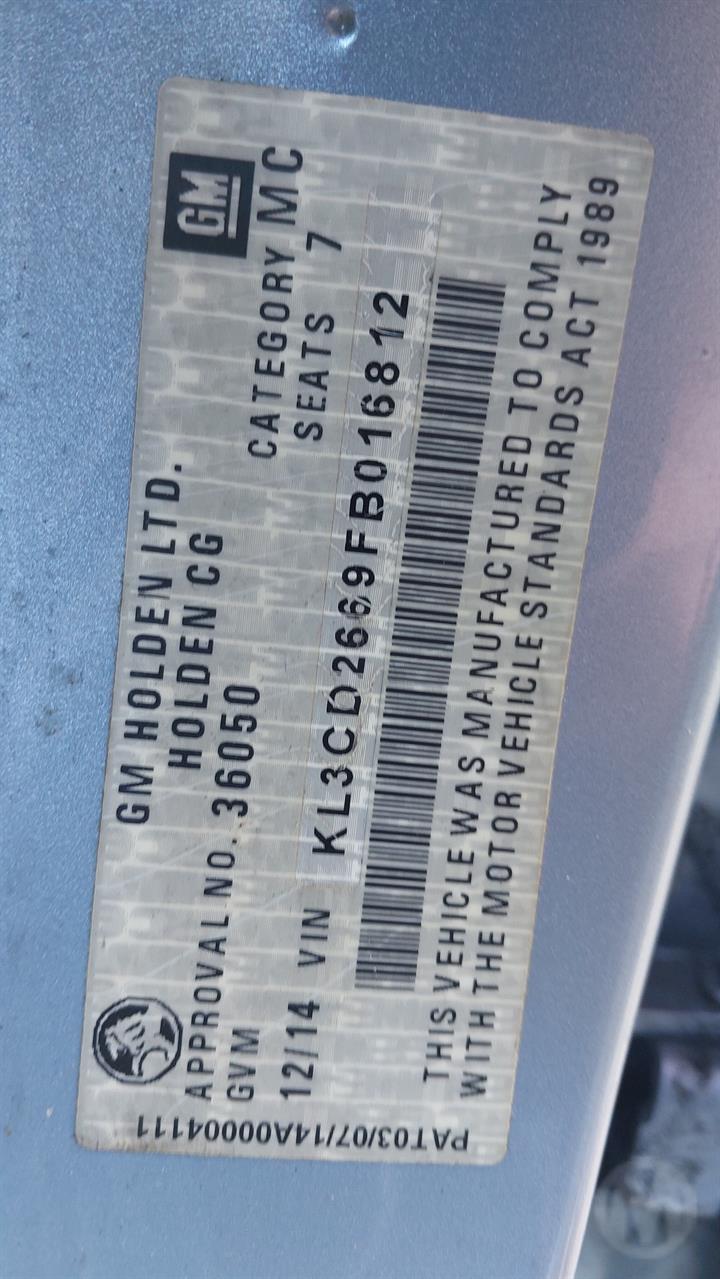 GM HOLDEN LTD.
HOLDEN CG
GM
APPROVAL NO. 36050
CATEGORY MC
GVM
SEATS 7
12/14 VIN KL3CD2669FB016812
THIS VEHICLE WAS MANUFACTURED TO COMPLY
WITH THE MOTOR VEHICLE STANDARDS ACT 1989
PAT03/07/14A00004111